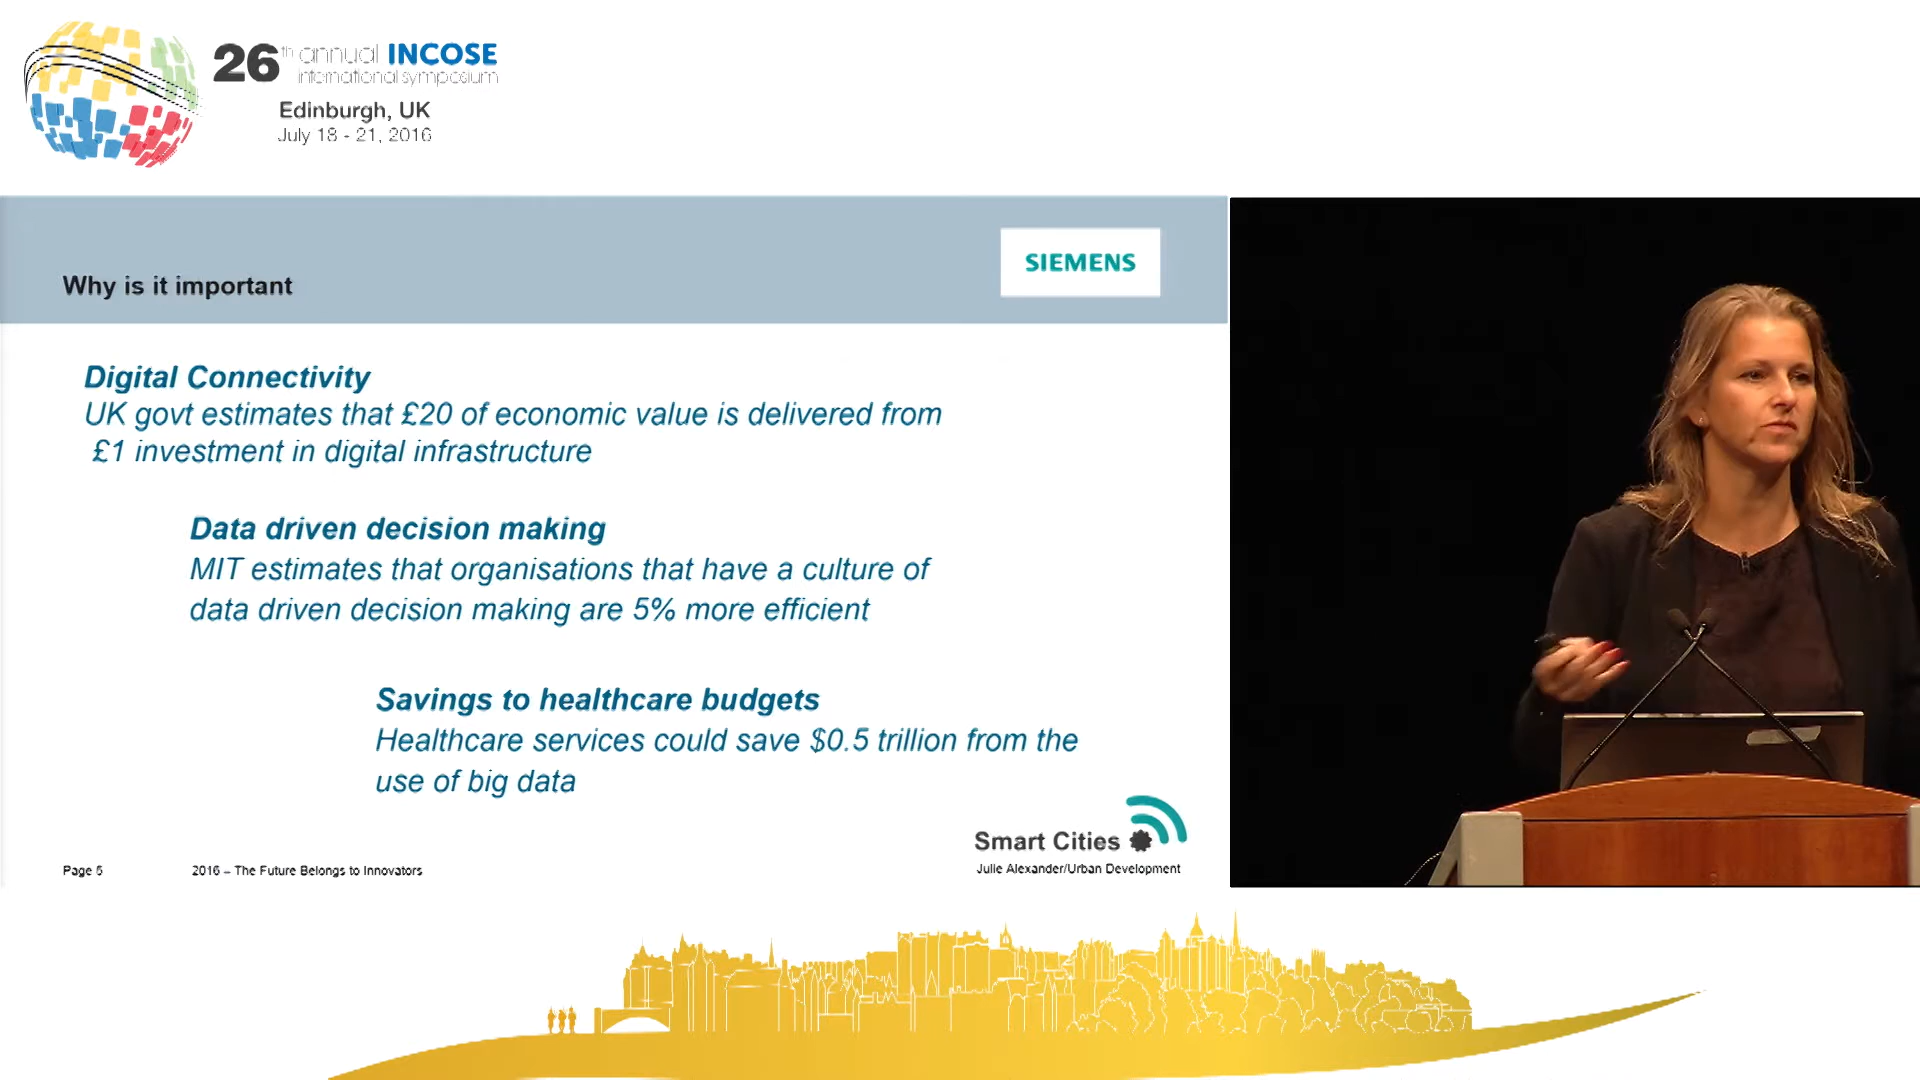 26th annual INCOSE
international symposium
Edinburgh, UK
July 18 - 21, 2016
SIEMENS
Why is it important
Digital Connectivity
UK govt estimates that £20 of economic value is delivered from
£1 investment in digital infrastructure
Data driven decision making
MIT estimates that organisations that have a culture of
data driven decision making are 5% more efficient
Savings to healthcare budgets
Healthcare services could save $0.5 trillion from the
use of big data
Smart Cities
Julie Alexander/Urban Development
Page 5
2016 – The Future Belongs to Innovators